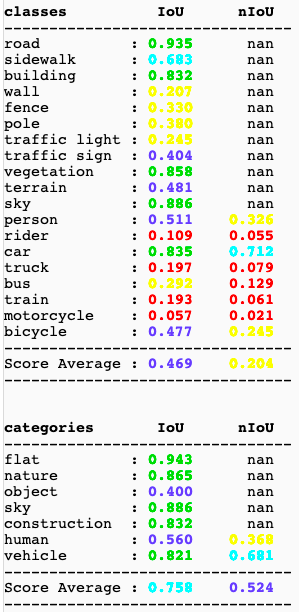 classes IoU nIoU
--------------------------------
road : 0.935 nan
sidewalk : 0.683 nan
building : 0.832 nan
wall : 0.207 nan
fence : 0.330 nan
pole : 0.380 nan
traffic light : 0.245 nan
traffic sign : 0.404 nan
vegetation : 0.858 nan
terrain : 0.481 nan
sky : 0.886 nan
person : 0.511 0.326
rider : 0.109 0.055
car : 0.835 0.712
truck : 0.197 0.079
bus : 0.292 0.129
train : 0.193 0.061
motorcycle : 0.057 0.021
bicycle : 0.477 0.245
--------------------------------
Score Average : 0.469 0.204
--------------------------------
categories IoU nIoU
--------------------------------
flat : 0.943 nan
nature : 0.865 nan
object : 0.400 nan
sky : 0.886 nan
construction : 0.832 nan
human : 0.560 0.368
vehicle : 0.821 0.681
--------------------------------
Score Average : 0.758 0.524
--------------------------------